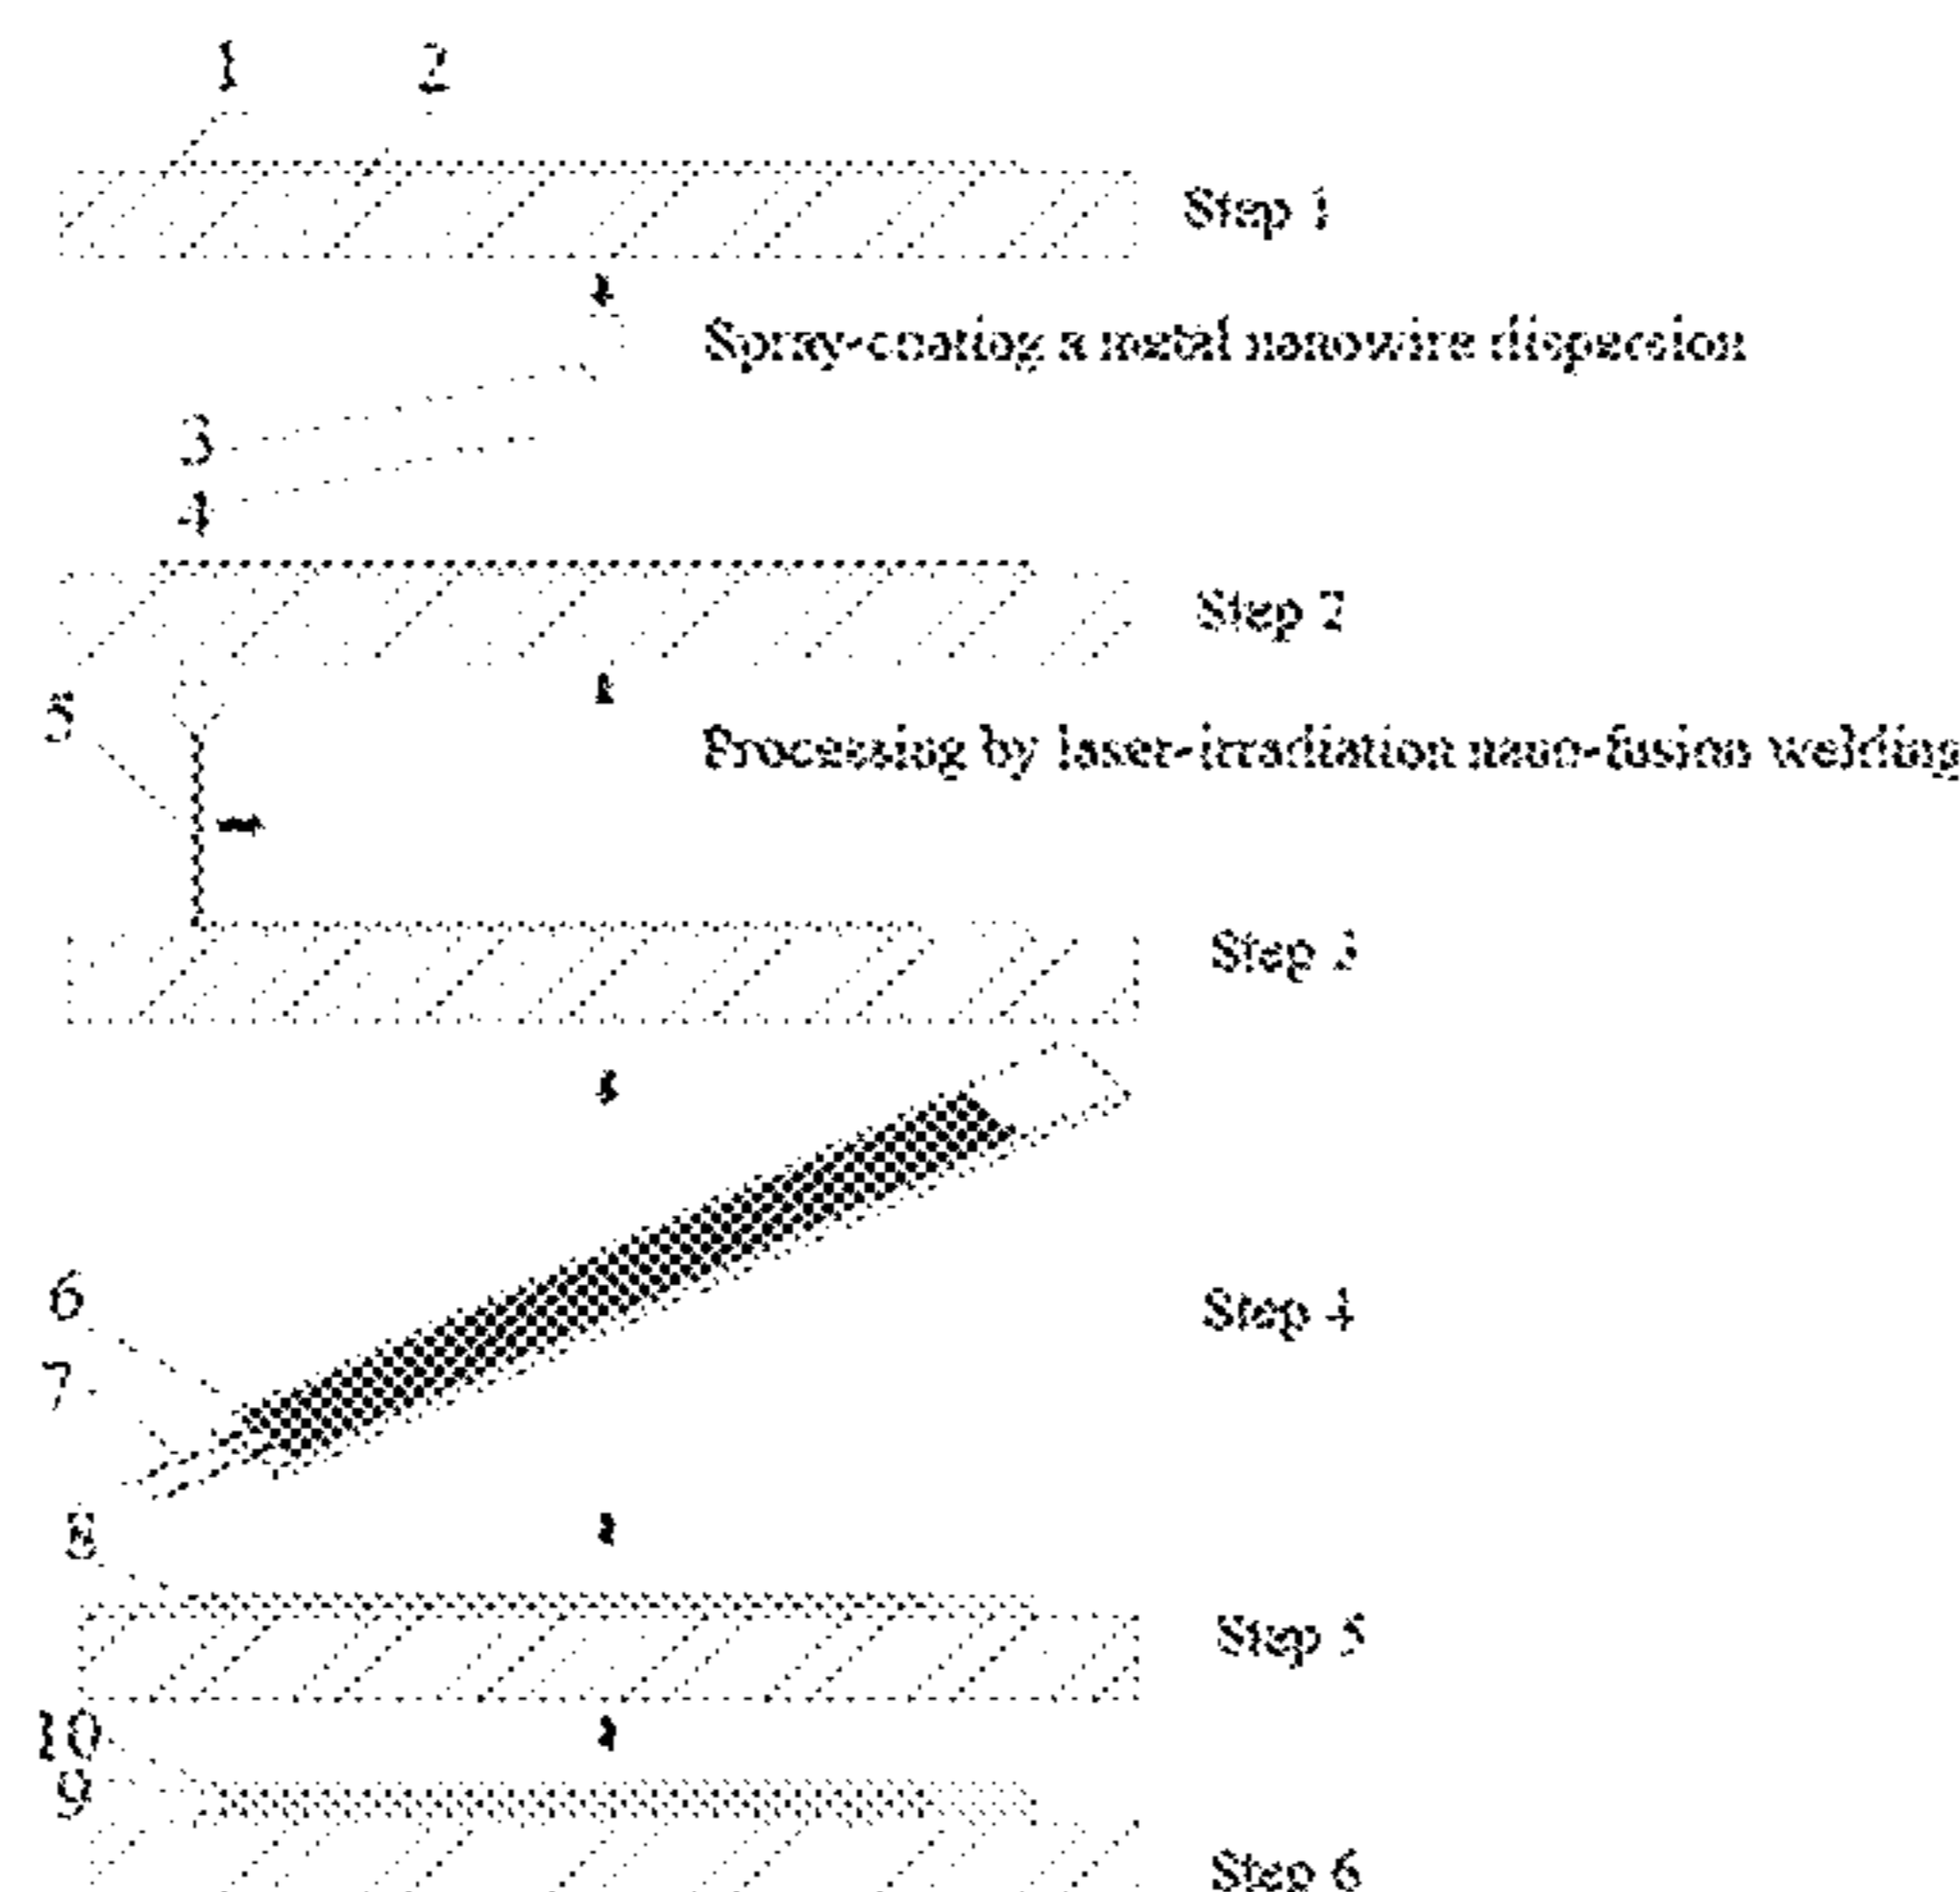 1 2
Step 1
Spray-coating a metal nanowire dispersion
3
4
Step 2
5
Processing by laser-irradiation nano-fusion welding
Step 3
6
Step 4
7
8
Step 5
10
9
Step 6